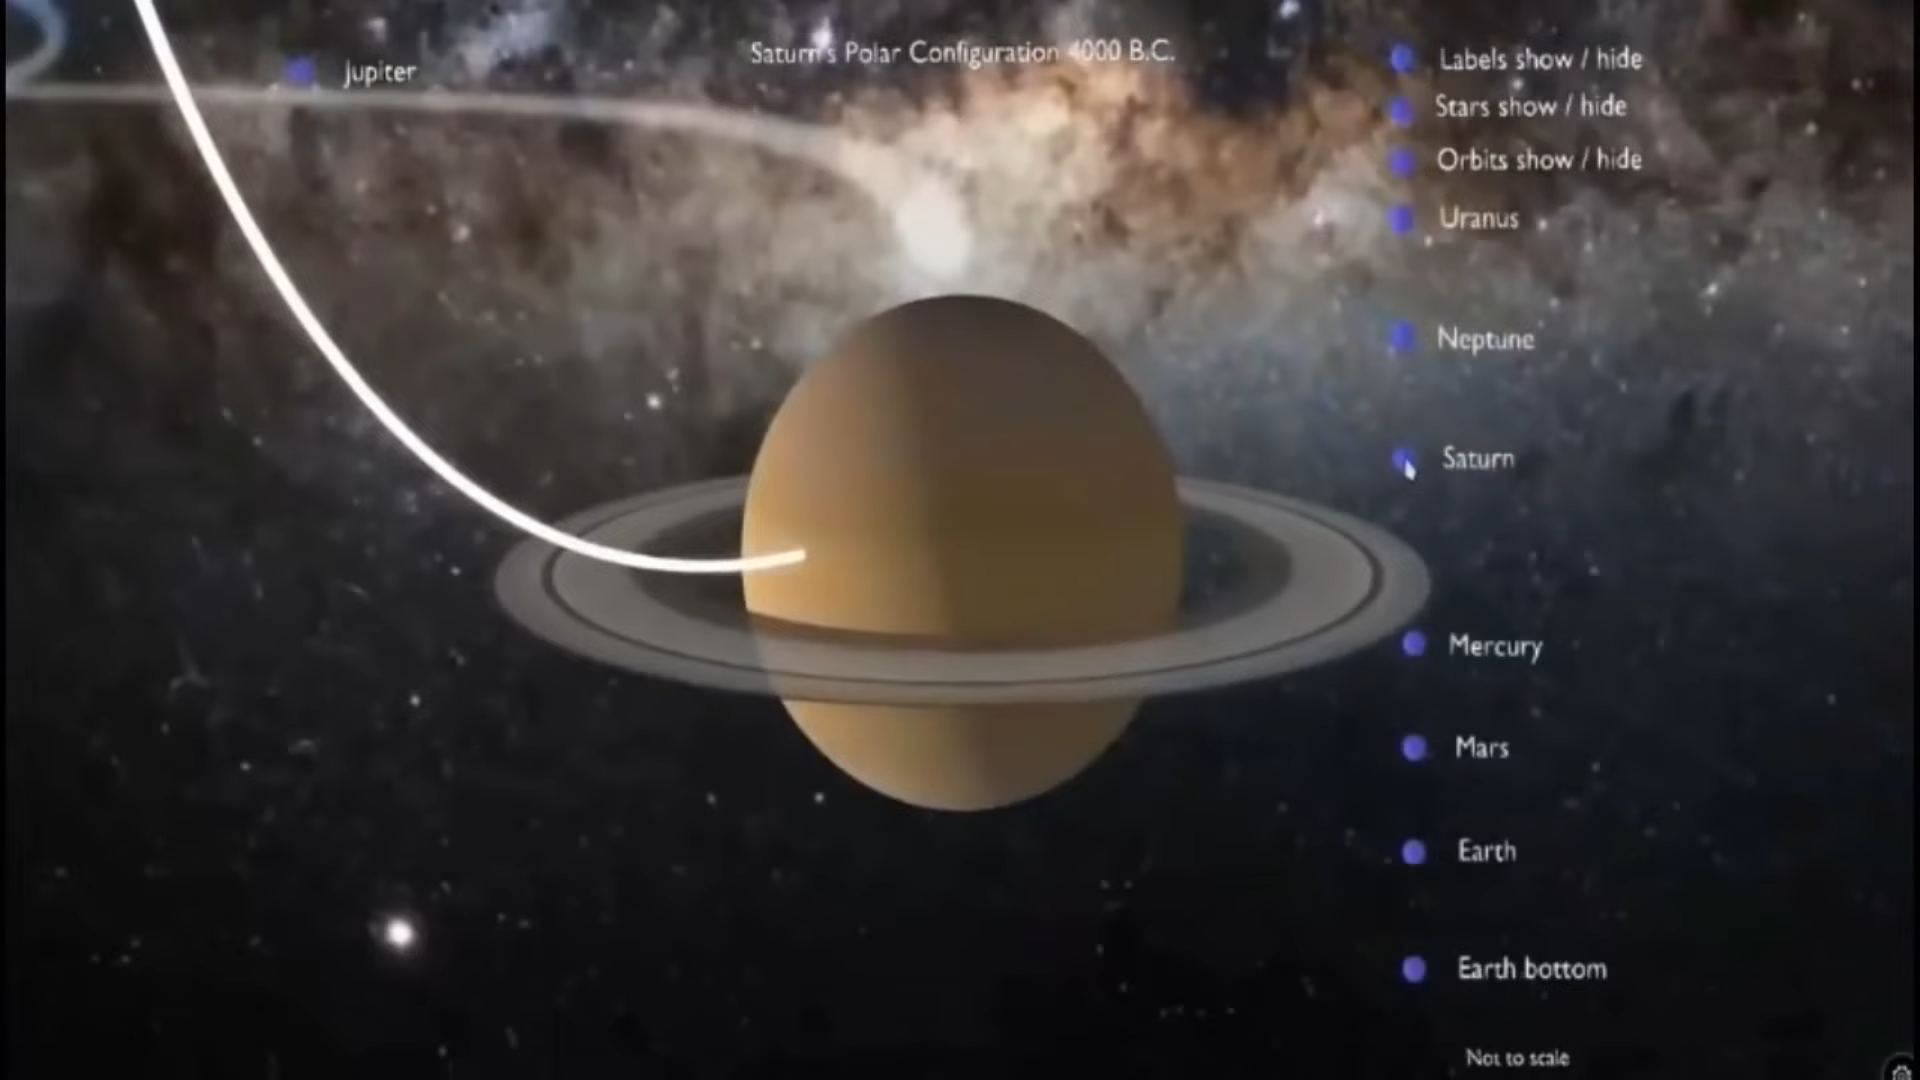 Saturn's Polar Configuration 4000 B.C.
Jupiter
Labels show / hide
Stars show / hide
Orbits show / hide
Uranus
Neptune
Saturn
Mercury
Mars
Earth
Earth bottom
Not to scale